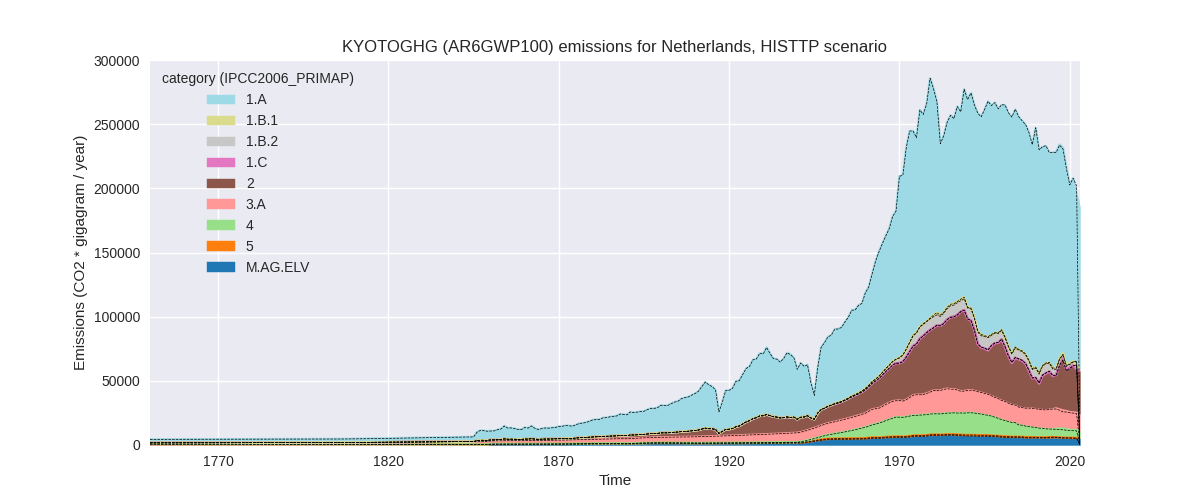 KYOTOGHG (AR6GWP100) emissions for Netherlands, HISTTP scenario
300000
250000
200000
150000
100000
50000
0
Emissions (CO2 * gigagram / year)
category (IPCC2006_PRIMAP)
1.A
1.B.1
1.B.2
1.C
2
3.A
4
5
M.AG.ELV
1770
1820
1870
1920
1970
2020
Time